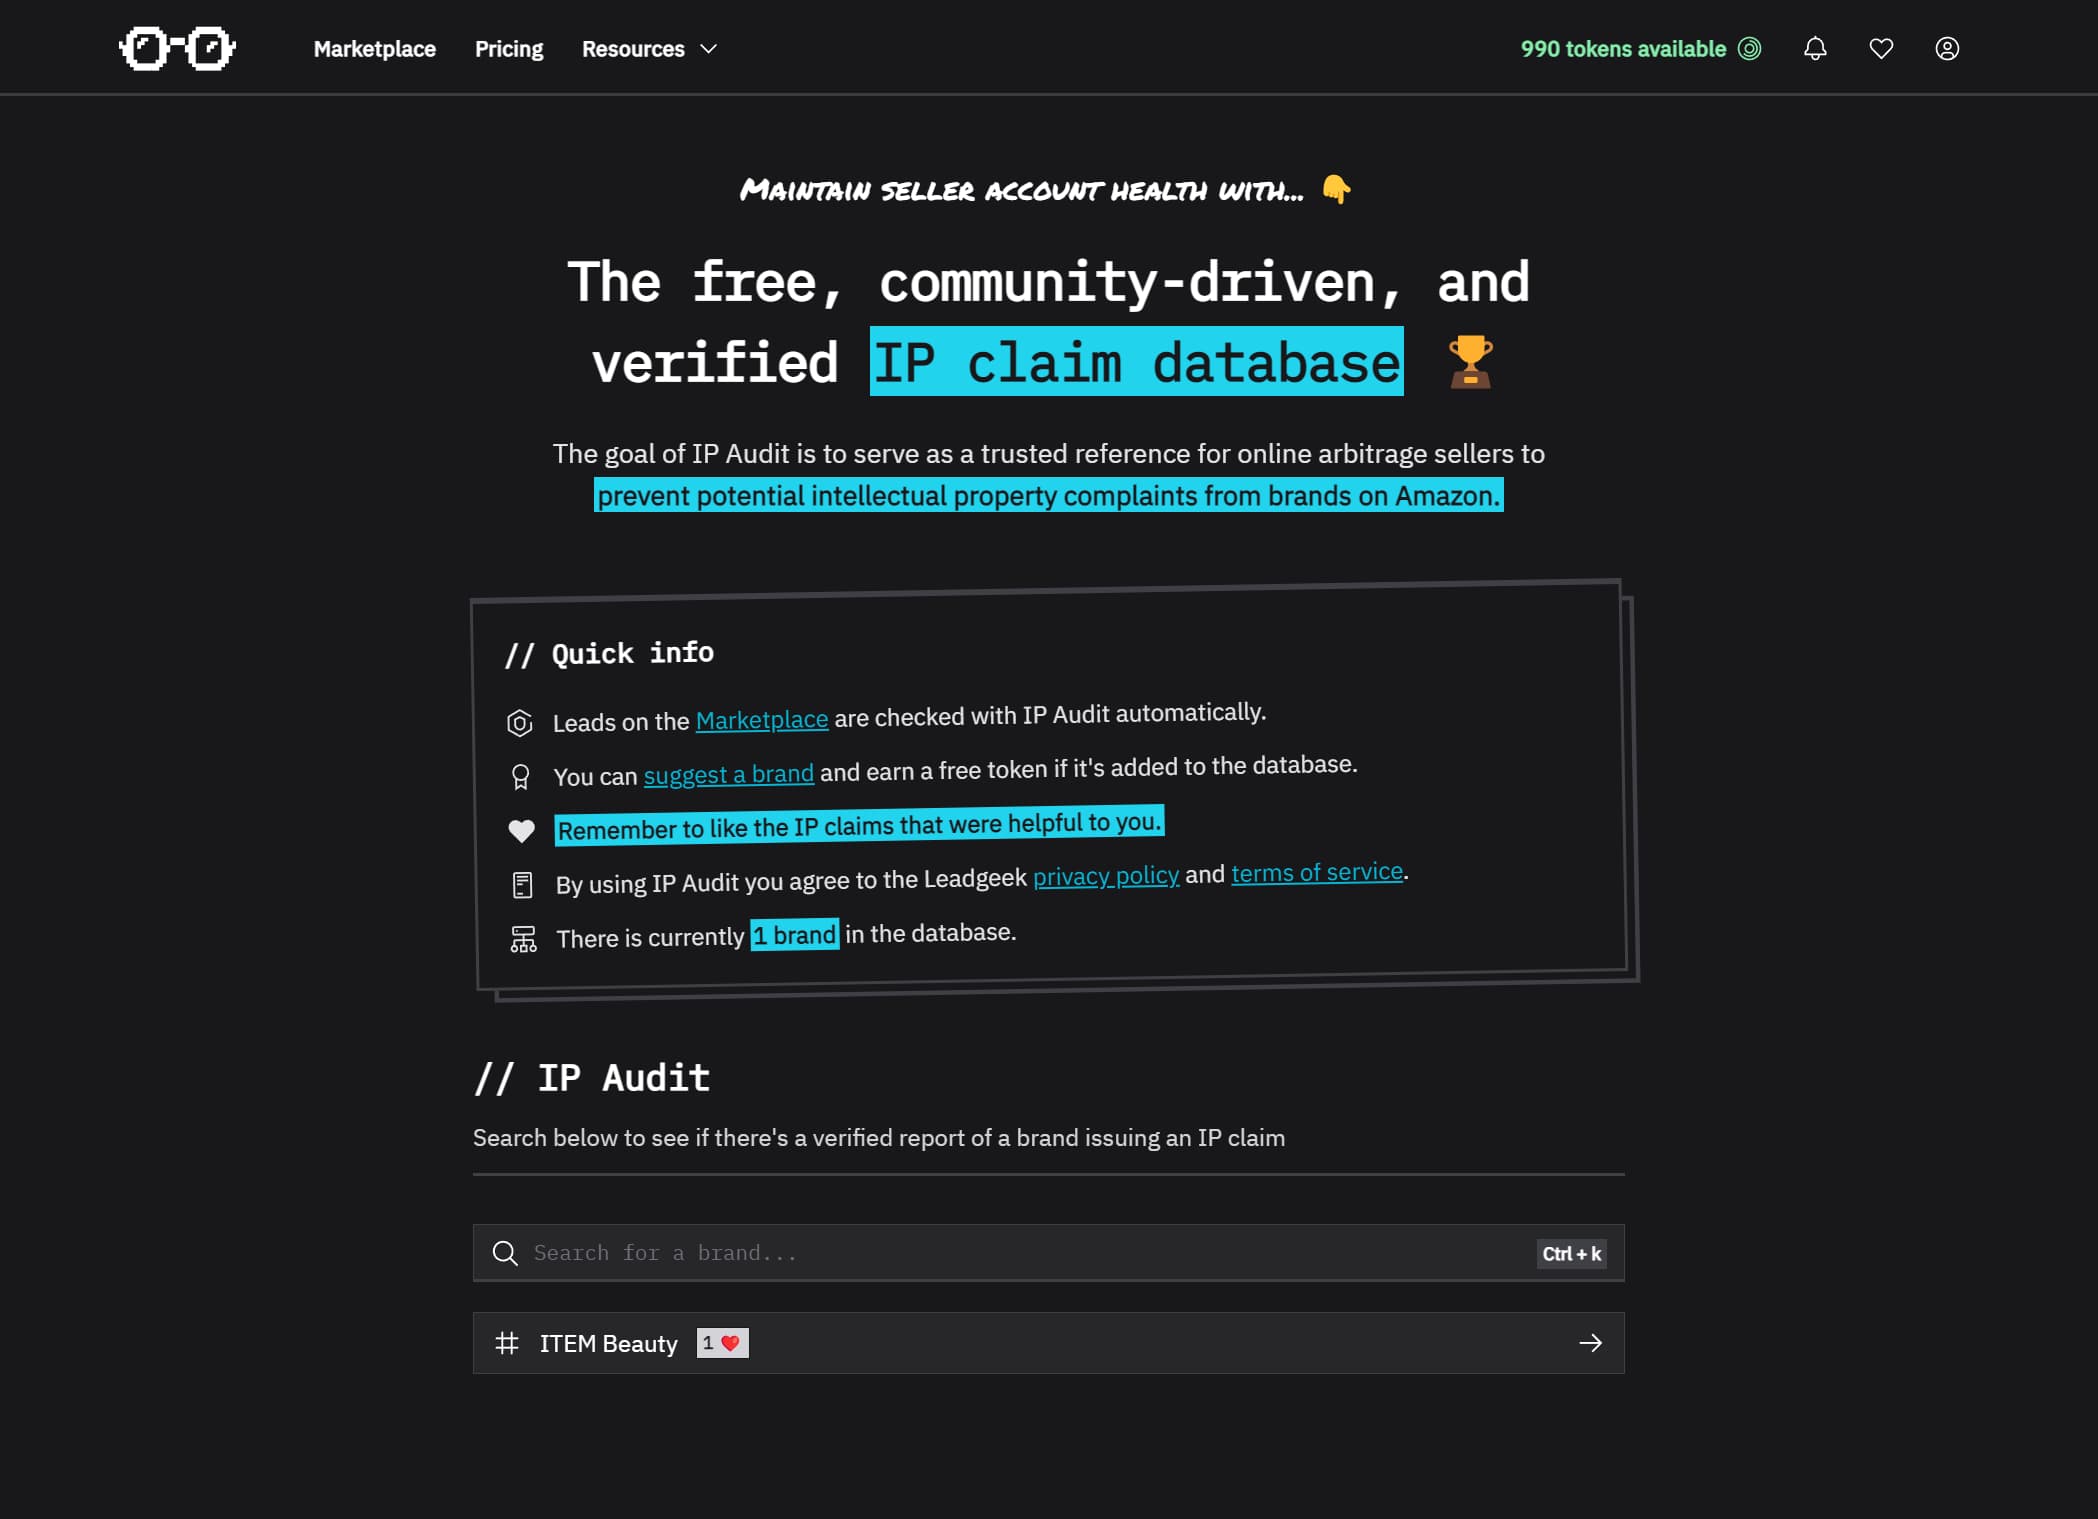 Marketplace Pricing Resources 990 tokens available
Maintain seller account health with... 👇
The free, community-driven, and
verified IP claim database 🏆
The goal of IP Audit is to serve as a trusted reference for online arbitrage sellers to
prevent potential intellectual property complaints from brands on Amazon.
// Quick info
Leads on the Marketplace are checked with IP Audit automatically.
You can suggest a brand and earn a free token if it's added to the database.
Remember to like the IP claims that were helpful to you.
By using IP Audit you agree to the Leadgeek privacy policy and terms of service.
There is currently 1 brand in the database.
// IP Audit
Search below to see if there's a verified report of a brand issuing an IP claim
Search for a brand... Ctrl + k
# ITEM Beauty 1 ❤️